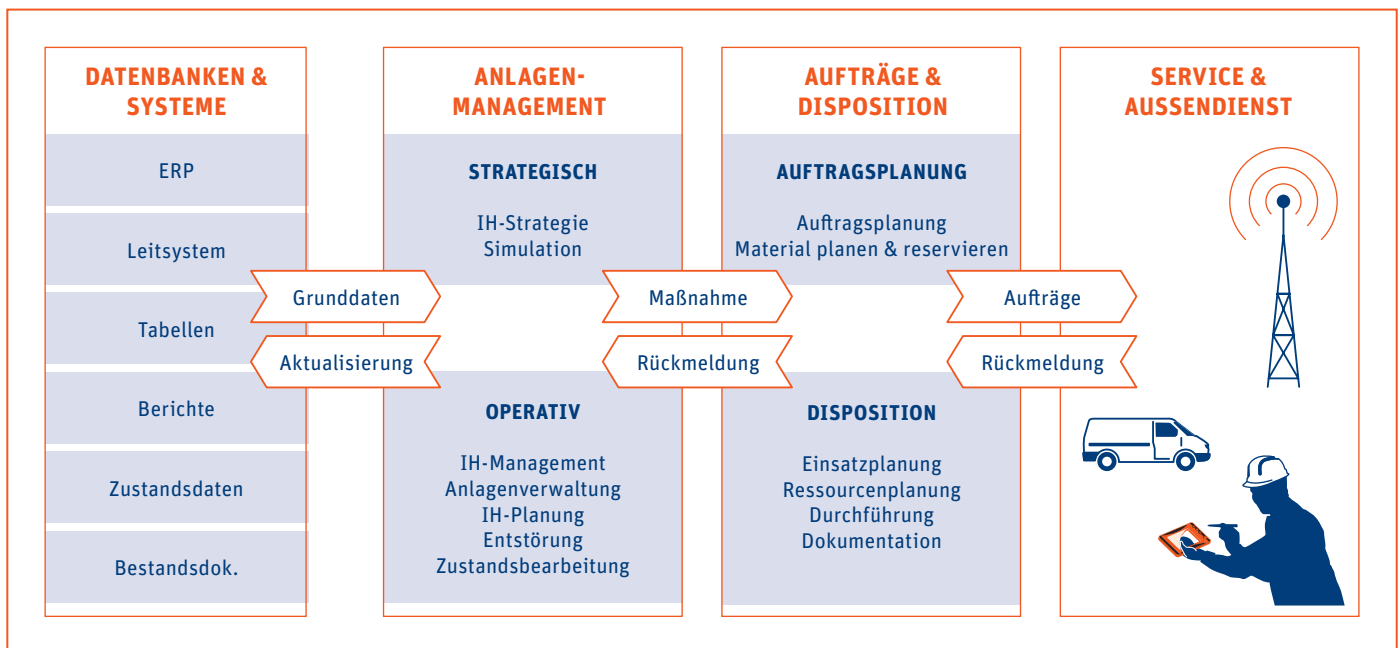 DATENBANKEN &
SYSTEME
ERP
Leitsystem
Tabellen
Berichte
Zustandsdaten
Bestandsdok.
Grunddaten
Aktualisierung
ANLAGEN-
MANAGEMENT
STRATEGISCH
IH-Strategie
Simulation
OPERATIV
IH-Management
Anlagenverwaltung
IH-Planung
Entstörung
Zustandsbearbeitung
Maßnahme
Rückmeldung
AUFTRÄGE &
DISPOSITION
AUFTRAGSPLANUNG
Auftragsplanung
Material planen & reservieren
DISPOSITION
Einsatzplanung
Ressourcenplanung
Durchführung
Dokumentation
Aufträge
Rückmeldung
SERVICE &
AUSSENDIENST